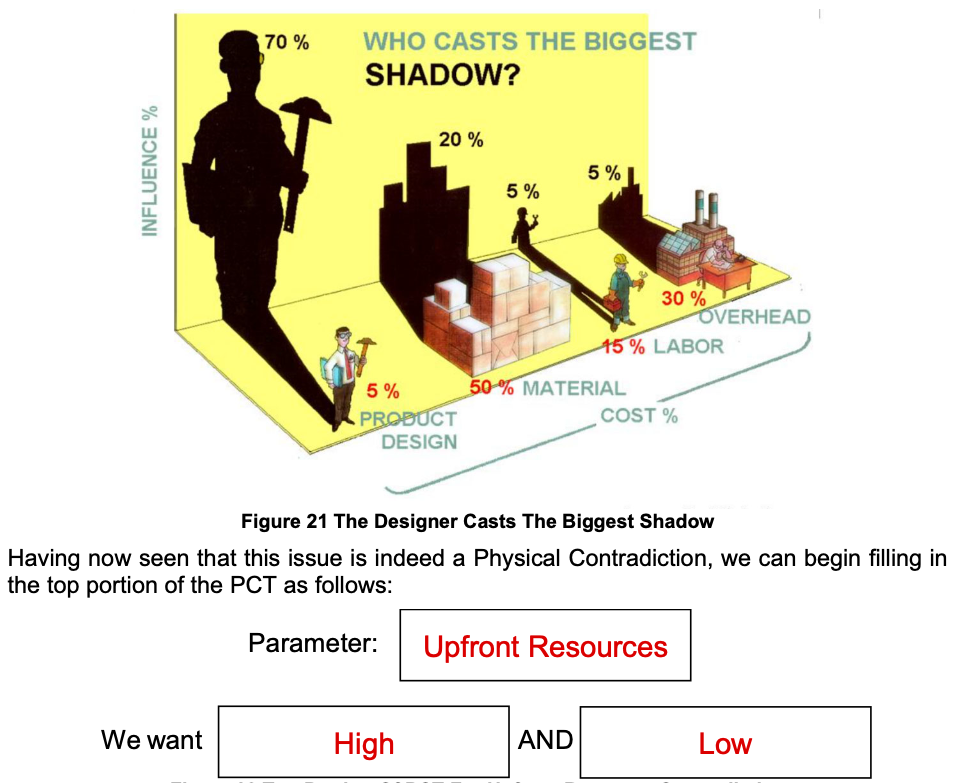 70 %
WHO CASTS THE BIGGEST
SHADOW?
INFLUENCE %
20 %
5 %
5 %
30 %
OVERHEAD
15 % LABOR
5 %
50 % MATERIAL
PRODUCT
DESIGN
COST %
Figure 21 The Designer Casts The Biggest Shadow
Having now seen that this issue is indeed a Physical Contradiction, we can begin filling in
the top portion of the PCT as follows:
Parameter: Upfront Resources
We want High AND Low